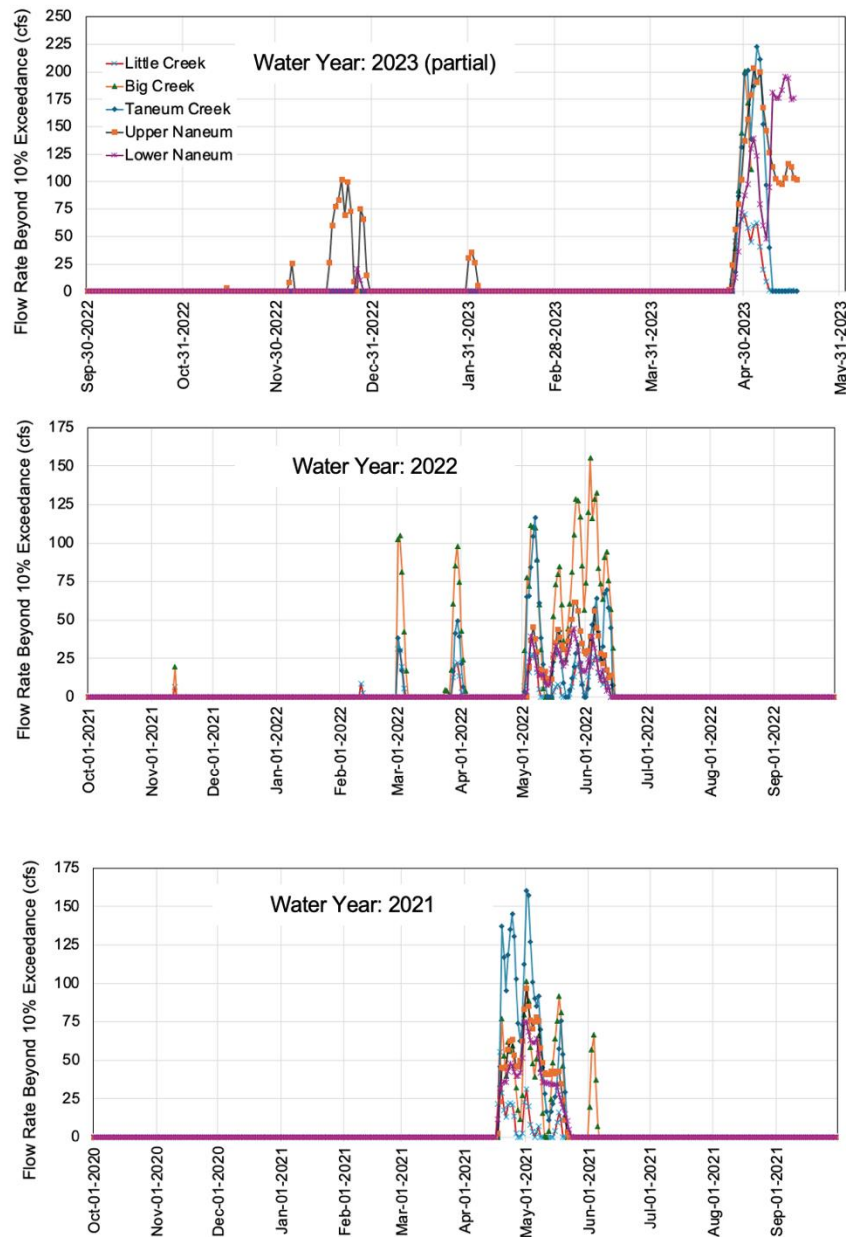 Flow Rate Beyond 10% Exceedance (cfs)
250
225
200
175
150
125
100
75
50
25
0
Little Creek
Big Creek
Taneum Creek
Upper Naneum
Lower Naneum
Water Year: 2023 (partial)
Sep-30-2022
Oct-31-2022
Nov-30-2022
Dec-31-2022
Jan-31-2023
Feb-28-2023
Mar-31-2023
Apr-30-2023
May-31-2023
Flow Rate Beyond 10% Exceedance (cfs)
175
150
125
100
75
50
25
0
Water Year: 2022
Oct-01-2021
Nov-01-2021
Dec-01-2021
Jan-01-2022
Feb-01-2022
Mar-01-2022
Apr-01-2022
May-01-2022
Jun-01-2022
Jul-01-2022
Aug-01-2022
Sep-01-2022
Flow Rate Beyond 10% Exceedance (cfs)
175
150
125
100
75
50
25
0
Water Year: 2021
Oct-01-2020
Nov-01-2020
Dec-01-2020
Jan-01-2021
Feb-01-2021
Mar-01-2021
Apr-01-2021
May-01-2021
Jun-01-2021
Jul-01-2021
Aug-01-2021
Sep-01-2021